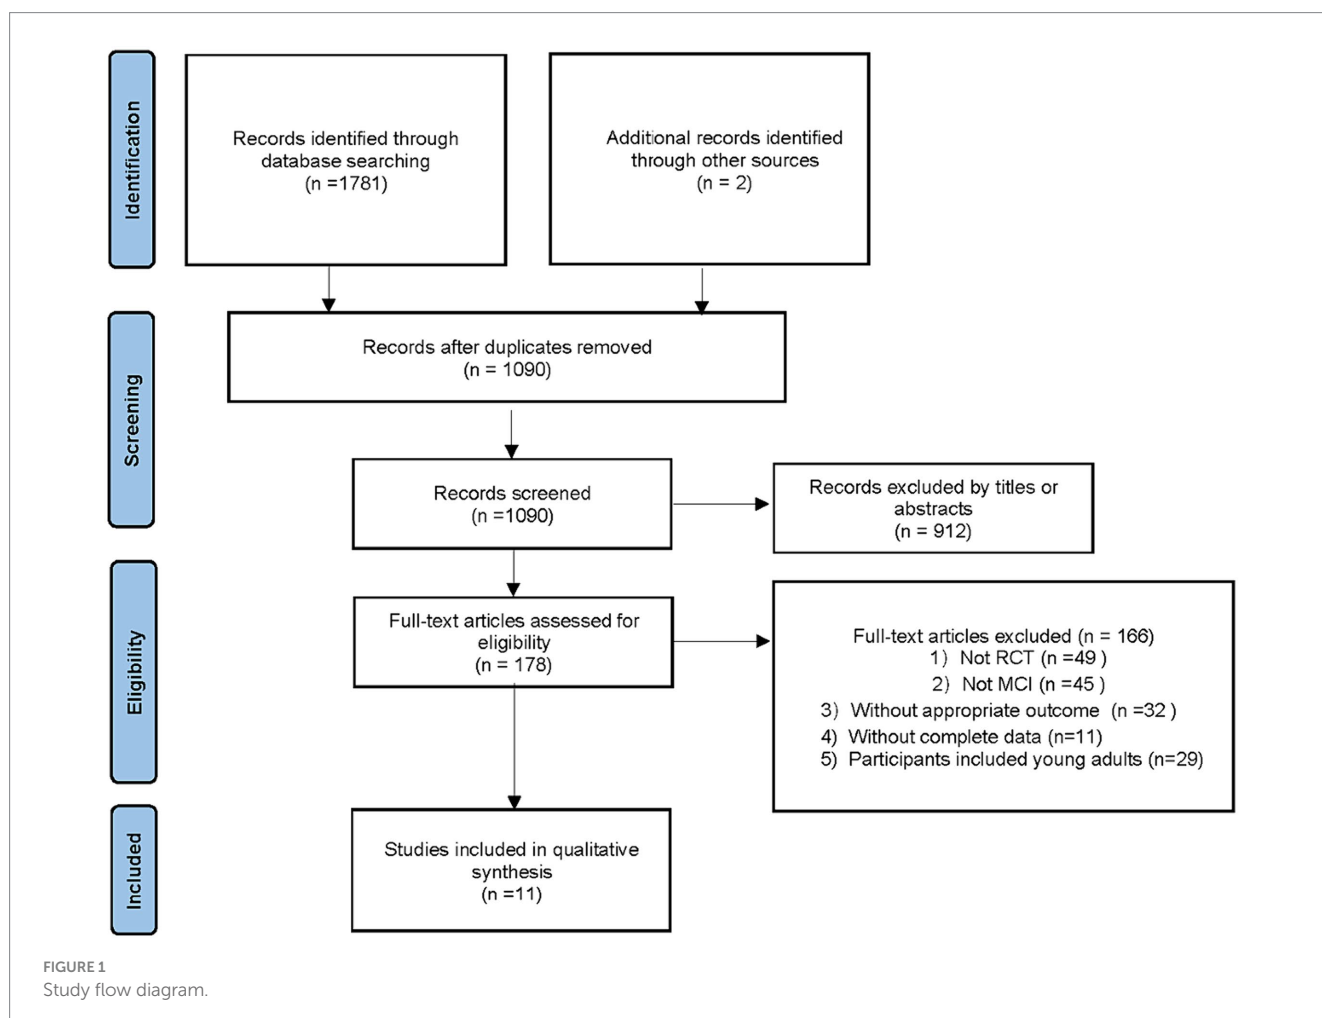 Identification
Records identified through
database searching
(n =1781)
Additional records identified
through other sources
(n = 2)
Screening
Records after duplicates removed
(n = 1090)
Records screened
(n =1090)
Records excluded by titles or
abstracts
(n = 912)
Eligibility
Full-text articles assessed for
eligibility
(n = 178)
Full-text articles excluded (n = 166)
1) Not RCT (n =49 )
2) Not MCI (n =45 )
3) Without appropriate outcome (n =32 )
4) Without complete data (n=11)
5) Participants included young adults (n=29)
Included
Studies included in qualitative
synthesis
(n =11)
FIGURE 1
Study flow diagram.